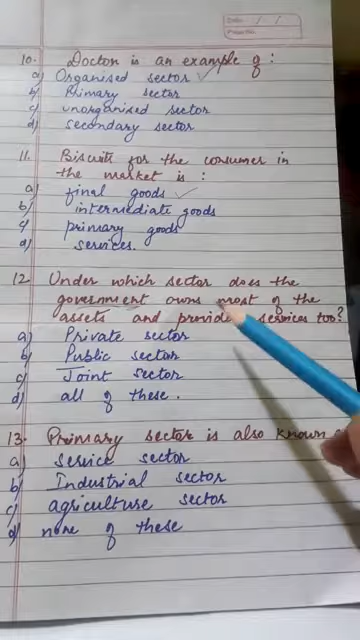 Date: / /
10. Doctor is an example of :
a) Organised sector ✓
b) Primary sector
c) unorganised sector
d) secondary sector
11. Biscuits for the consumer in
the market is :
a) final goods ✓
b) intermediate goods
c) primary goods
d) services.
12. Under which sector does the
government owns most of the
assets and provide services too?
a) Private sector
b) Public sector
c) Joint sector
d) all of these.
13. Primary sector is also known
a) service sector
b) Industrial sector
c) agriculture sector
d) none of these